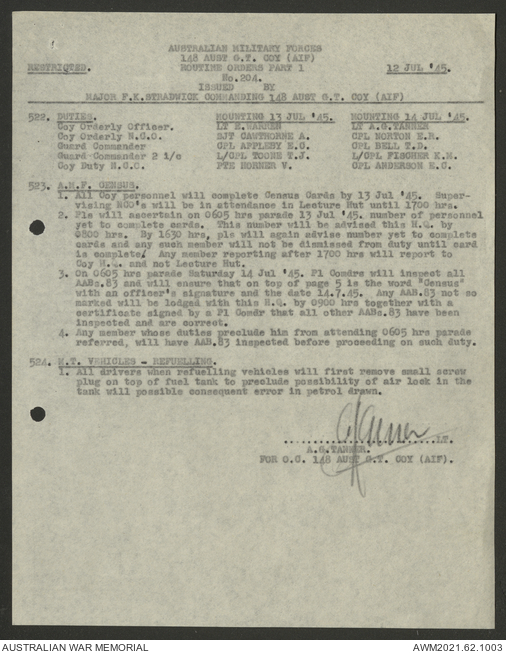 AUSTRALIAN MILITARY FORCES
148 AUST G.T. COY (AIF)
RESTRICTED. ROUTINE ORDERS PART 1 12 JUL '45.
No.204.
ISSUED BY
MAJOR F.K.STRADWICK COMMANDING 148 AUST G.T. COY (AIF)
522. DUTIES. MOUNTING 13 JUL '45. MOUNTING 14 JUL '45.
Coy Orderly Officer. LT E.WARREN LT A.G.TANNER
Coy Orderly N.C.O. SJT CAWTHORNE A. CPL NORTON E.R.
Guard Commander CPL APPLEBY E.C. CPL BELL T.D.
Guard Commander 2 i/c L/CPL TOONE T.J. L/CPL FISCHER K.M.
Coy Duty N.C.O. PTE HORNER W. CPL ANDERSON E.C.
523. A.M.F. CENSUS.
1. All Coy personnel will complete Census Cards by 13 Jul '45. Super-
vising NCO's will be in attendance in Lecture Hut until 1700 hrs.
2. Pls will ascertain on 0605 hrs parade 13 Jul '45. number of personnel
yet to complete cards. This number will be advised this H.Q. by
0800 hrs. By 1630 hrs, pls will again advise number yet to complete
cards and any such member will not be dismissed from duty until card
is complete/ Any member reporting after 1700 hrs will report to
Coy H.Q. and not Lecture Hut.
3. On 0605 hrs parade Saturday 14 Jul '45. Pl Comdrs will inspect all
AABs.83 and will ensure that on top of page 5 is the word "Census"
with an officer's signature and the date 14.7.45. Any AAB.83 not so
marked will be lodged with this H.Q. by 0900 hrs together with a
certificate signed by a Pl Comdr that all other AABs.83 have been
inspected and are correct.
4. Any member whose duties preclude him from attending 0605 hrs parade
referred, will have AAB.83 inspected before proceeding on such duty.
524. M.T. VEHICLES - REFUELLING.
1. All drivers when refuelling vehicles will first remove small screw
plug on top of fuel tank to preclude possibility of air lock in the
tank will possible consequent error in petrol drawn.
AGTanner
......................LT.
A.G.TANNER.
FOR O.C. 148 AUST G.T. COY (AIF).
AUSTRALIAN WAR MEMORIAL AWM2021.62.1003